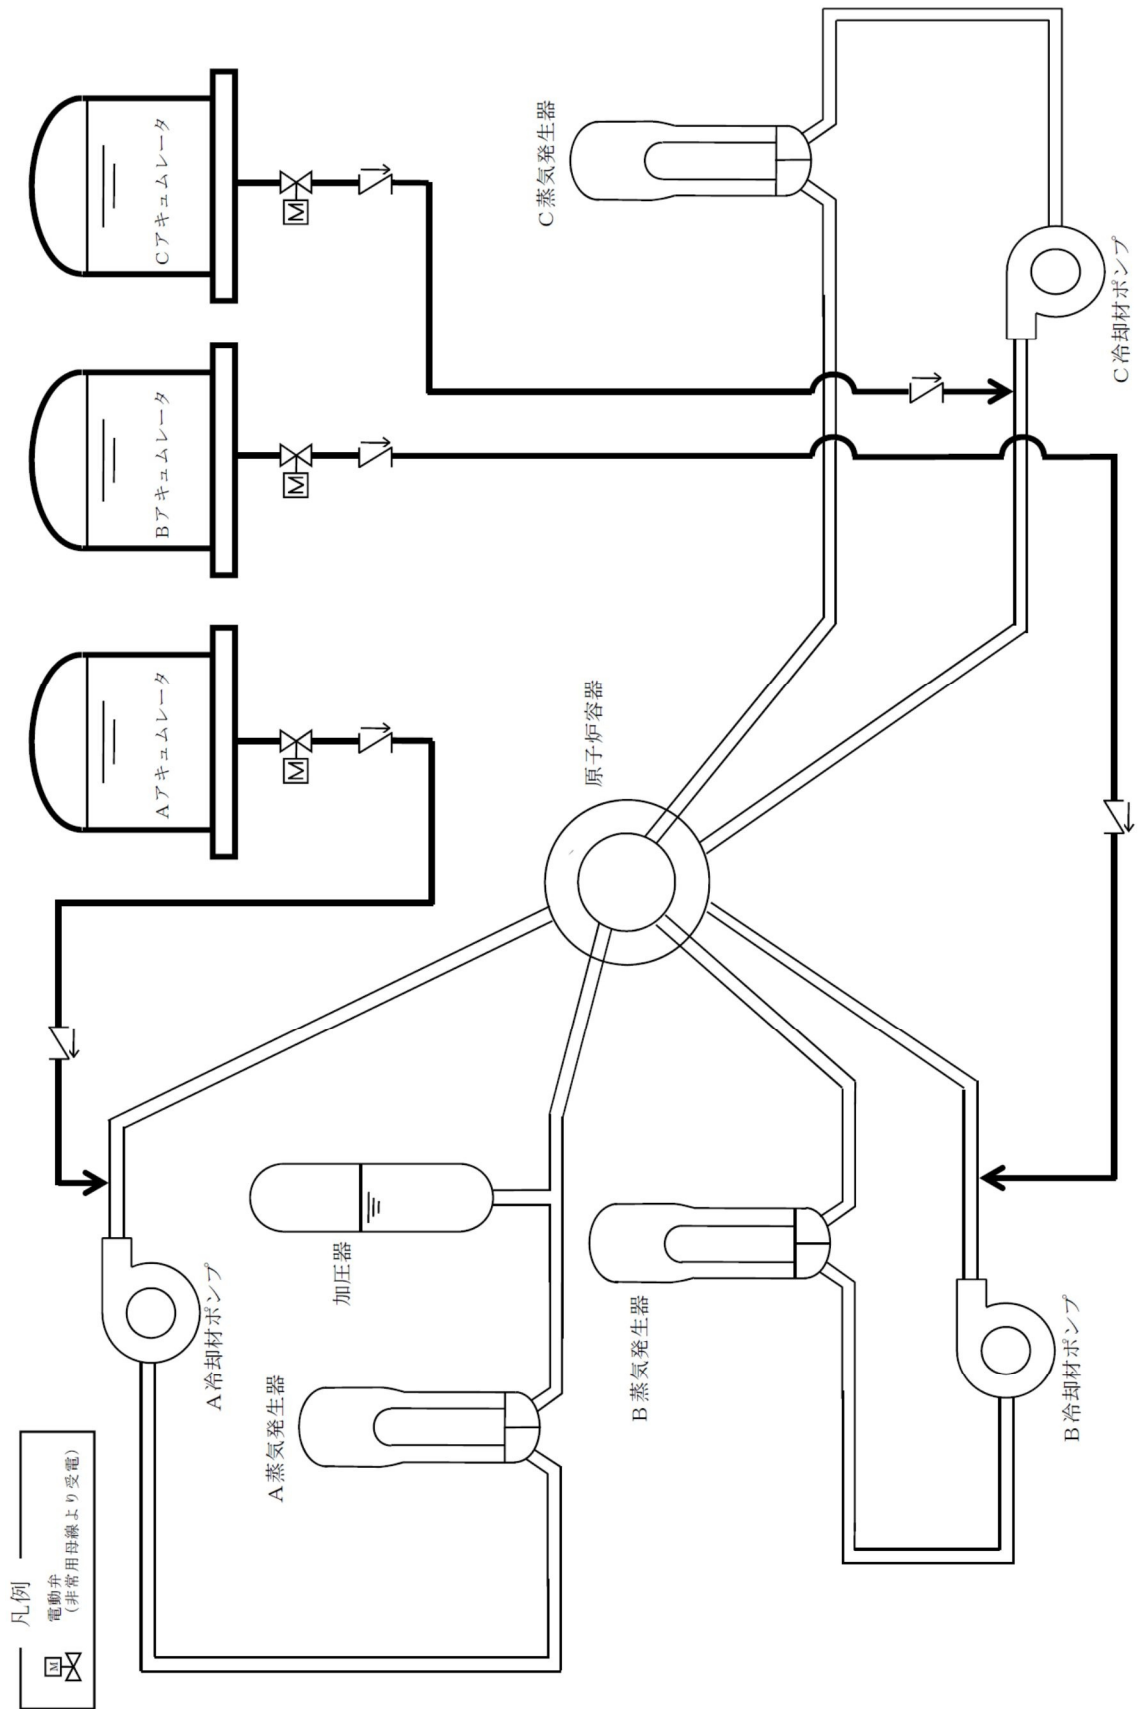 Cアキュムレータ
Bアキュムレータ
Aアキュムレータ
M
M
M
C蒸気発生器
C冷却材ポンプ
原子炉容器
加圧器
A冷却材ポンプ
A蒸気発生器
B蒸気発生器
B冷却材ポンプ
凡例
M
電動弁
(非常用母線より受電)